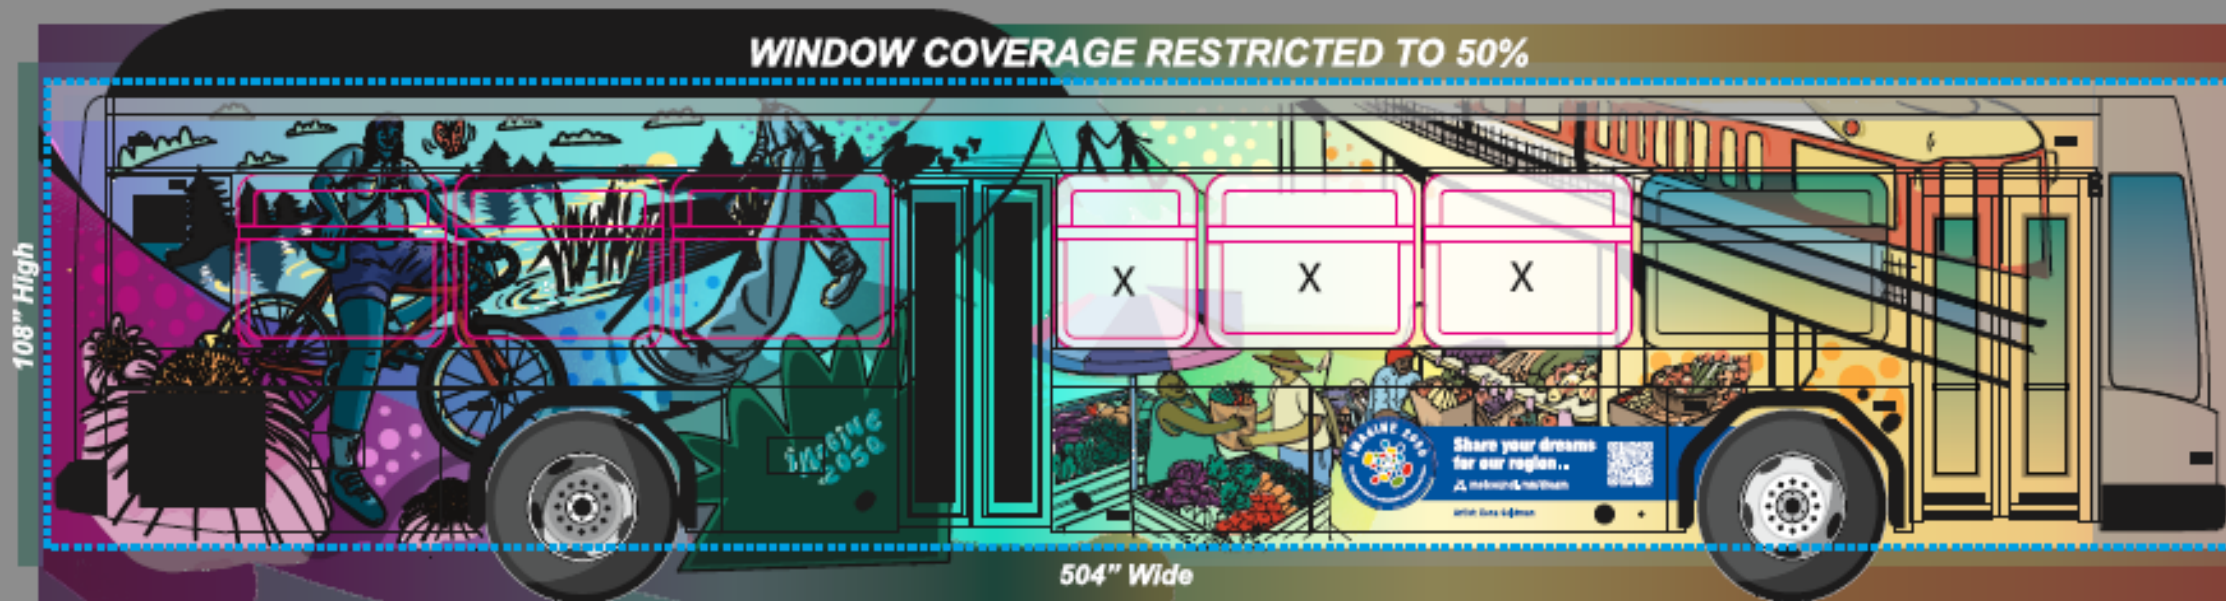 WINDOW COVERAGE RESTRICTED TO 50%
108" High
X
X
X
IMAGINE 2050
IMAGINE 2050
Share your dreams
for our region..
504" Wide